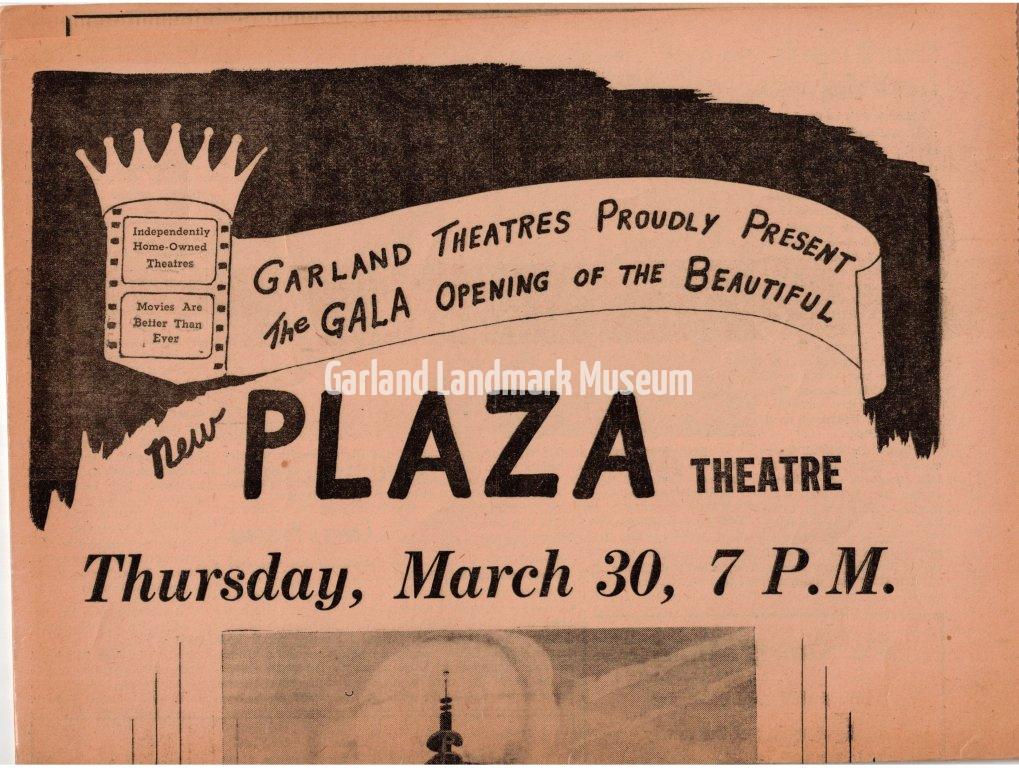 Independently
Home-Owned
Theatres
Movies Are
Better Than
Ever
GARLAND THEATRES PROUDLY PRESENT
The GALA OPENING OF THE BEAUTIFUL
Garland Landmark Museum
new PLAZA THEATRE
Thursday, March 30, 7 P.M.